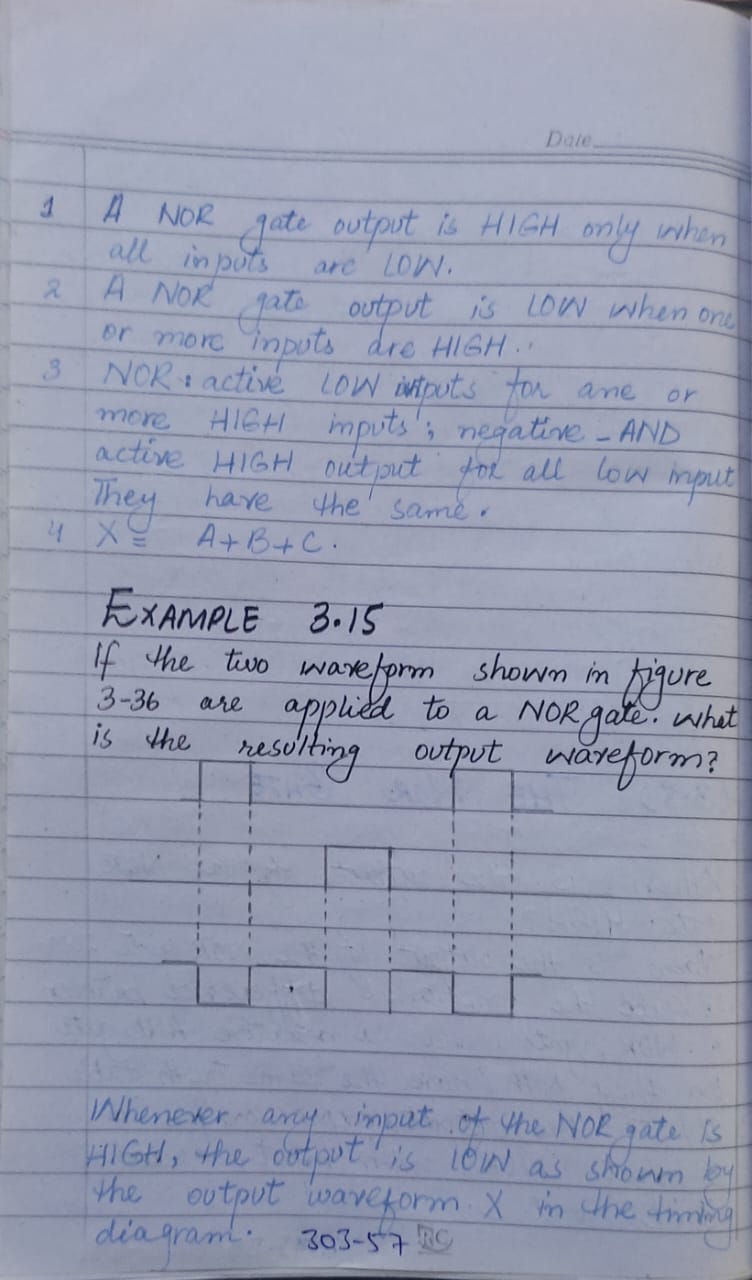 Date
1 A NOR gate output is HIGH only when
all inputs are LOW.
2 A NOR gate output is LOW when one
or more inputs are HIGH..
3 NOR: active LOW intputs for ane or
more HIGH inputs; negative-AND
active HIGH output for all low input
They have the same.
4 X = A+B+C.
EXAMPLE 3.15
If the two waveform shown in figure
3-36 are applied to a NOR gate. what
is the resulting output waveform?
Whenever any input of the NOR gate is
HIGH, the output is LOW as shown by
the output waveform X in the timing
diagram. 303-57 RC